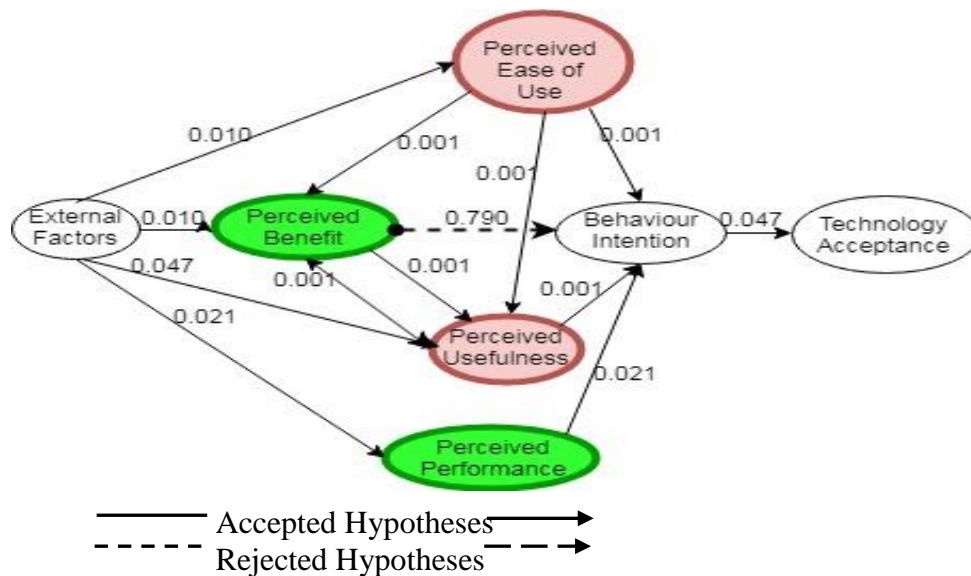 Perceived
Ease of
Use
0.010
0.001
0.001
0.001
External
Factors
0.010
Perceived
Benefit
0.790
Behaviour
Intention
0.047
Technology
Acceptance
0.047
0.001
0.001
0.001
0.021
Perceived
Usefulness
0.021
Perceived
Performance
Accepted Hypotheses
Rejected Hypotheses